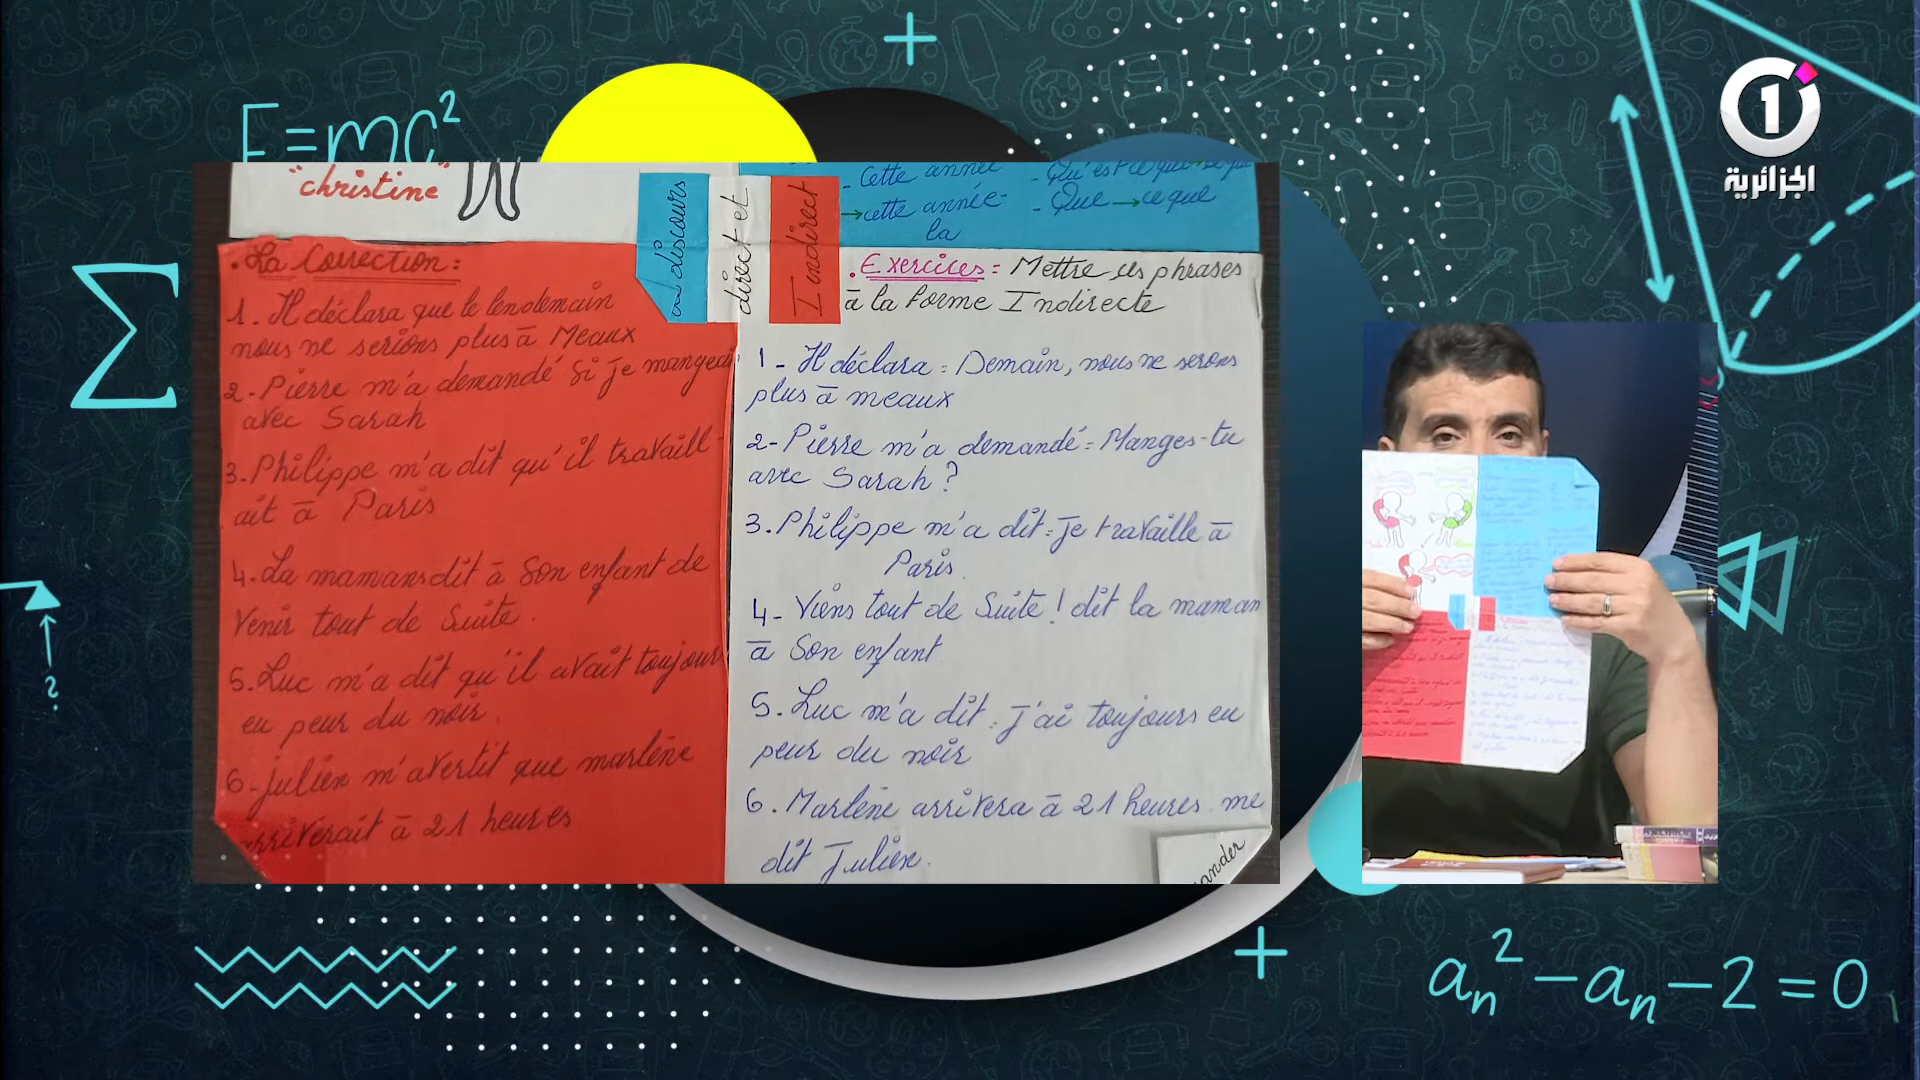 E=mc²
1
الجزائرية
"christine"
Cette année
→cette année-
la
Que → ce que
au discours
direct et
Indirect
. La Correction :
1. Il déclara que le lendemain
nous ne serions plus à Meaux
2. Pierre m'a demandé si je mangeais
avec Sarah
3. Philippe m'a dit qu'il travaill-
ait à Paris
4. La maman dit à Son enfant de
Venir tout de Suite.
5. Luc m'a dit qu'il avait toujours
eu peur du noir.
6. Julien m'avertit que marlène
arriverait à 21 heures
. Exercices : Mettre ces phrases
à la forme Indirecte
1 - Il déclara : Demain, nous ne serons
plus à meaux
2 - Pierre m'a demandé : Manges-tu
avec Sarah ?
3. Philippe m'a dit : je travaille à
Paris.
4 - Viens tout de Suite ! dit la maman
à Son enfant
5. Luc m'a dit : j'ai toujours eu
peur du noir
6. Marlène arrivera à 21 heures. me
dit Julien.
∑
?
aₙ² - aₙ - 2 = 0